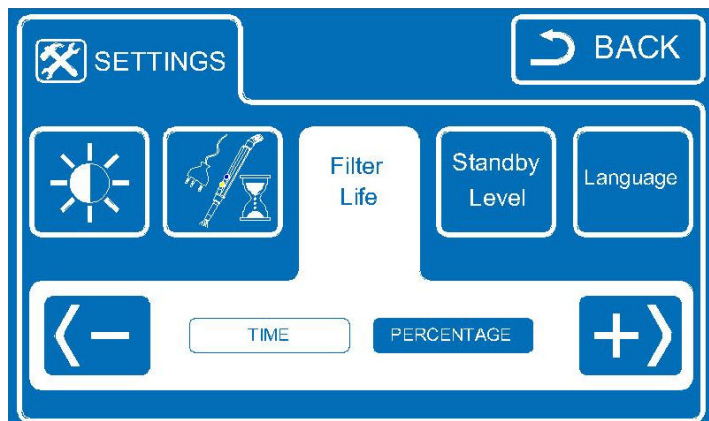 SETTINGS
BACK
Filter
Life
Standby
Level
Language
TIME
PERCENTAGE